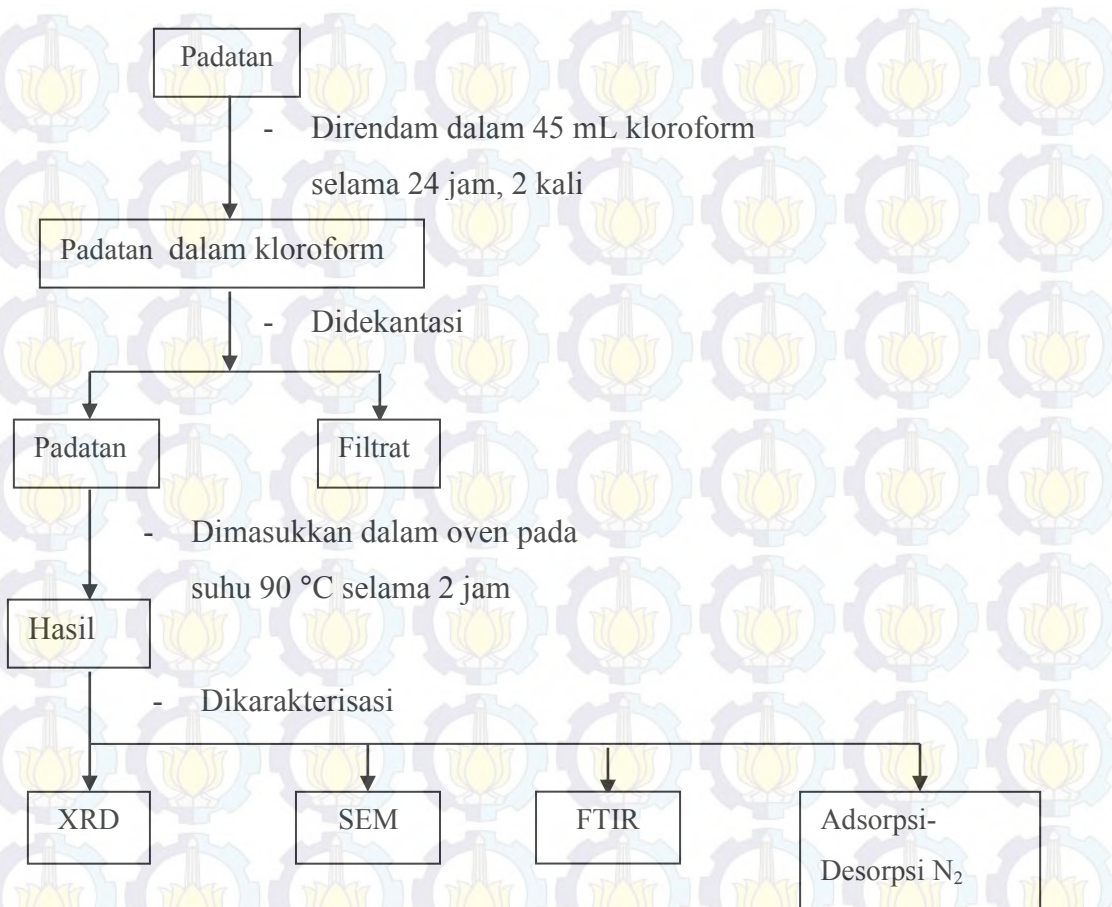 Padatan
- Direndam dalam 45 mL kloroform
selama 24 jam, 2 kali
Padatan dalam kloroform
- Didekantasi
Padatan
Filtrat
- Dimasukkan dalam oven pada
suhu 90 °C selama 2 jam
Hasil
- Dikarakterisasi
XRD
SEM
FTIR
Adsorpsi-
Desorpsi N₂